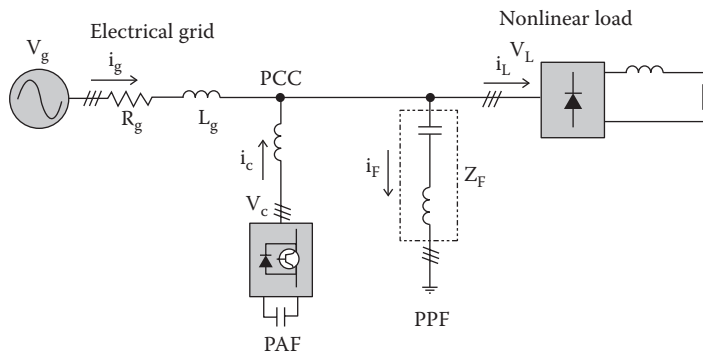 Electrical grid
Nonlinear load
V_g
i_g
R_g
L_g
PCC
i_L
V_L
i_c
V_c
i_F
Z_F
PAF
PPF